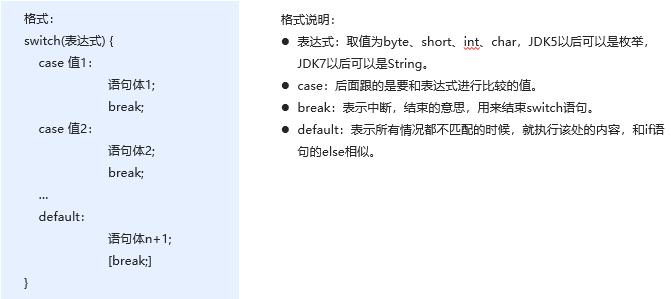 格式：
switch(表达式) {
case 值1：
语句体1;
break;
case 值2：
语句体2;
break;
...
default：
语句体n+1;
[break;]
}
格式说明：
● 表达式：取值为byte、short、int、char，JDK5以后可以是枚举，
JDK7以后可以是String。
● case：后面跟的是要和表达式进行比较的值。
● break：表示中断，结束的意思，用来结束switch语句。
● default：表示所有情况都不匹配的时候，就执行该处的内容，和if语
句的else相似。